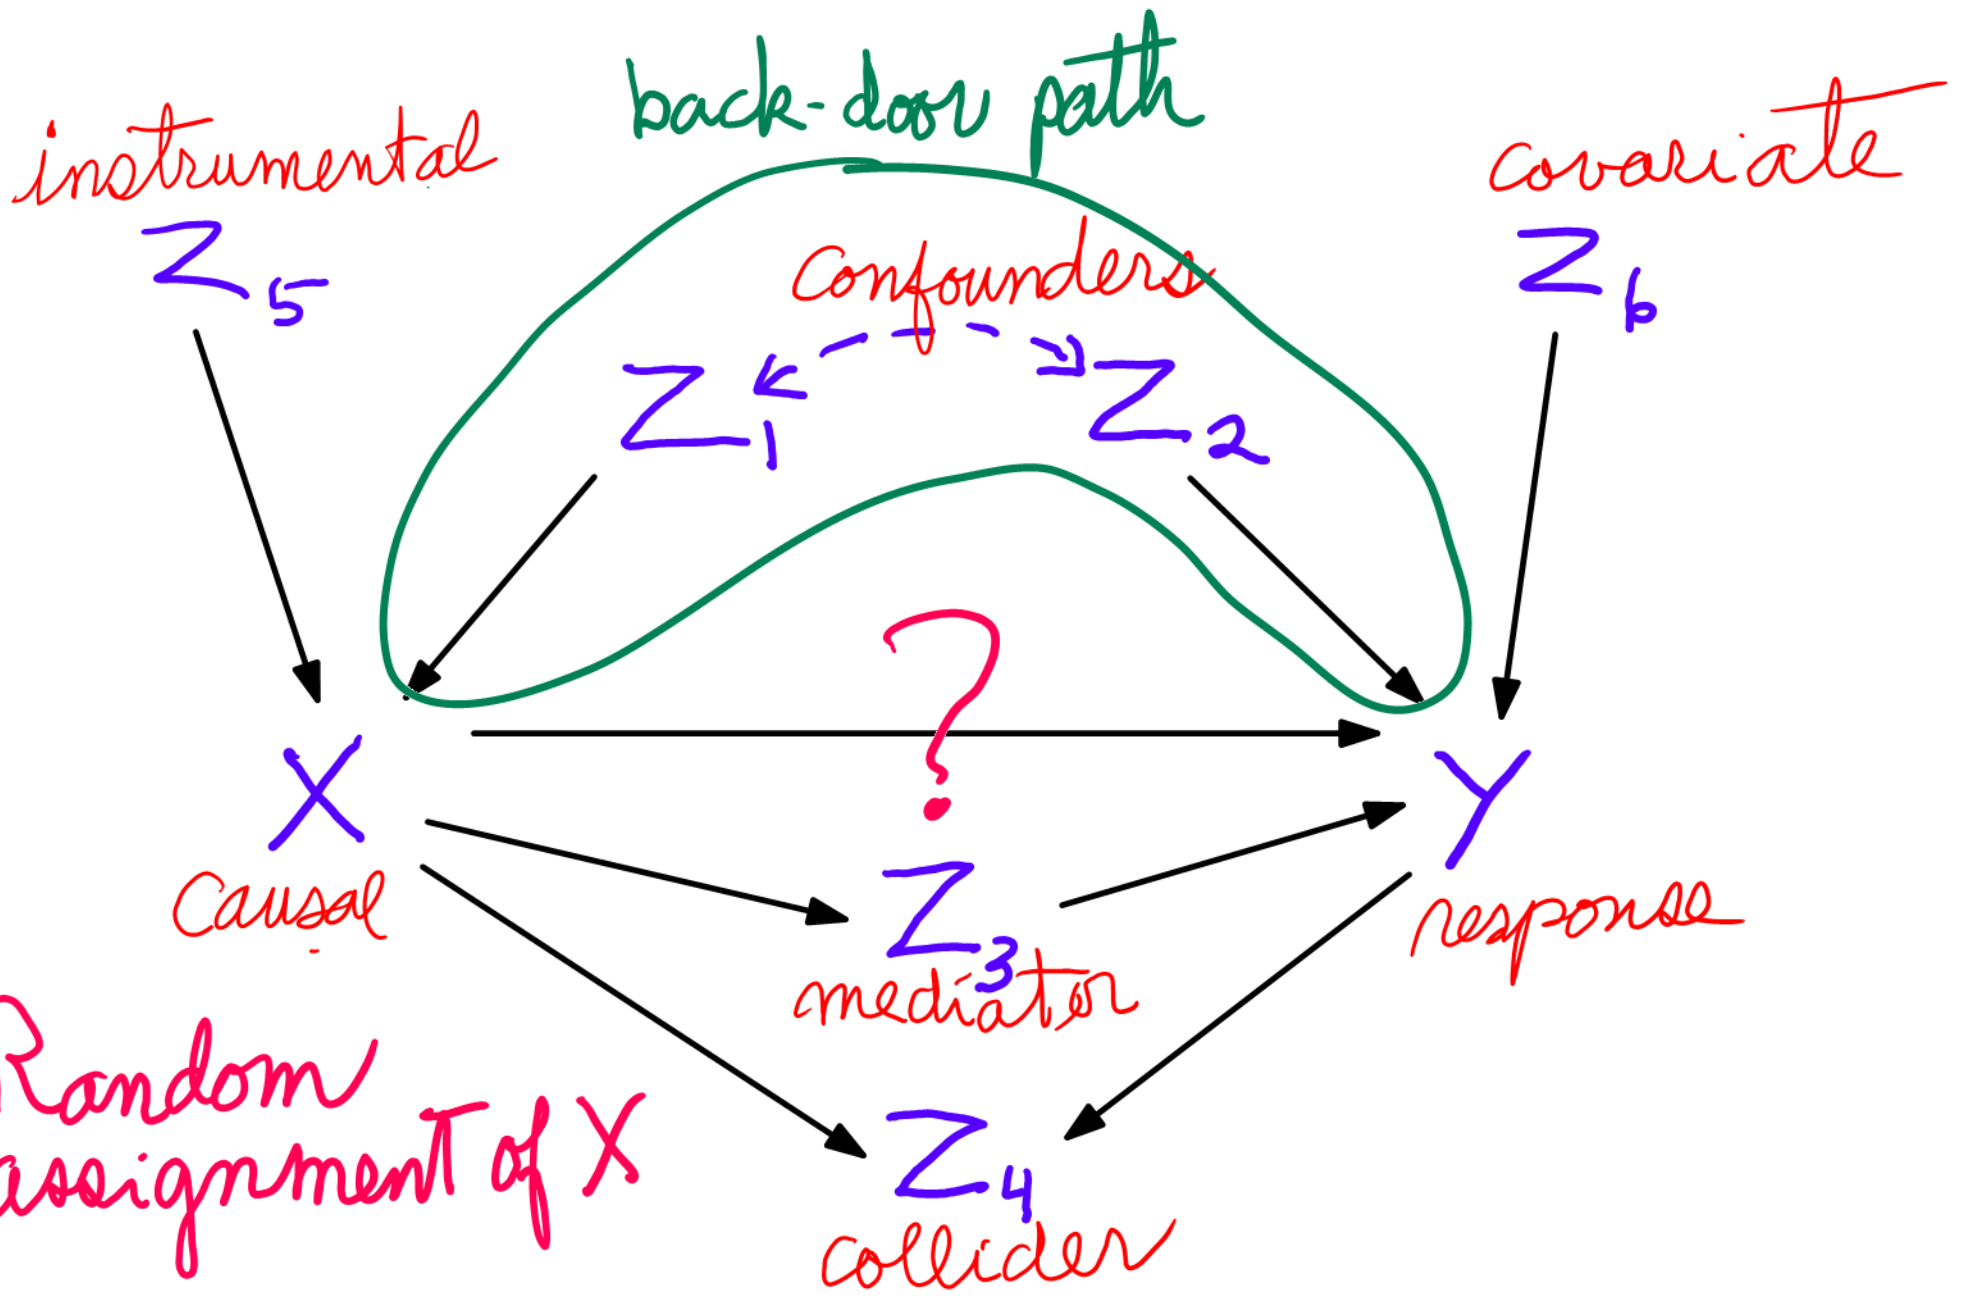 back-door path
instrumental
covariate
Z5
Confounders
Z6
Z1
Z2
?
X
Y
Causal
response
Z3
mediator
Random
assignment of X
Z4
collider